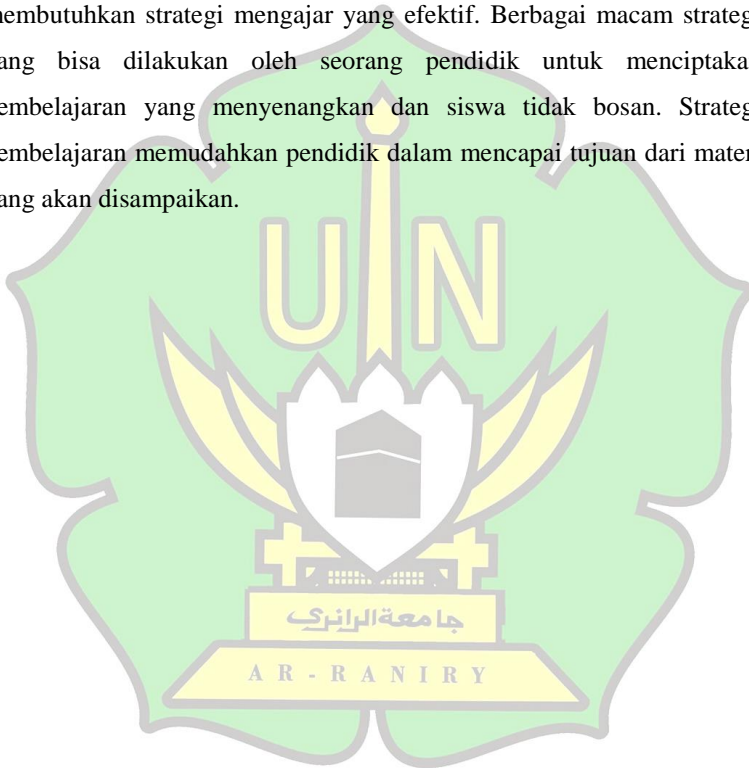 membutuhkan strategi mengajar yang efektif. Berbagai macam strateg
ang bisa dilakukan oleh seorang pendidik untuk menciptaka
embelajaran yang menyenangkan dan siswa tidak bosan. Strateg
embelajaran memudahkan pendidik dalam mencapai tujuan dari mater
ang akan disampaikan.
UIN
جامعة الرانري
AR-RANIRY